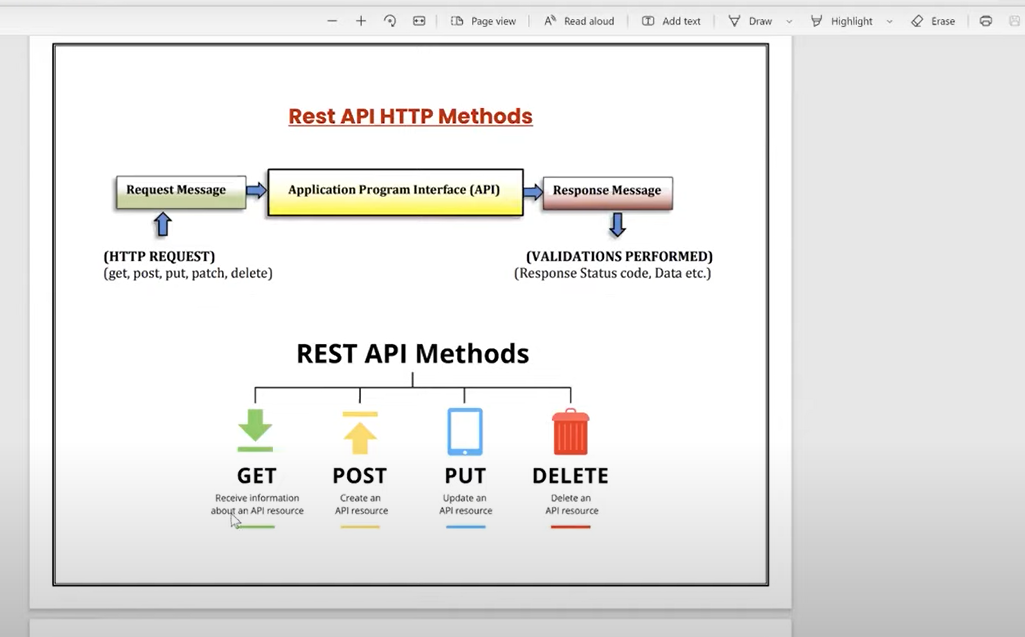 Page view
Read aloud
Add text
Draw
Highlight
Erase
Rest API HTTP Methods
Request Message
Application Program Interface (API)
Response Message
(HTTP REQUEST)
(get, post, put, patch, delete)
(VALIDATIONS PERFORMED)
(Response Status code, Data etc.)
REST API Methods
GET
Receive information
about an API resource
POST
Create an
API resource
PUT
Update an
API resource
DELETE
Delete an
API resource